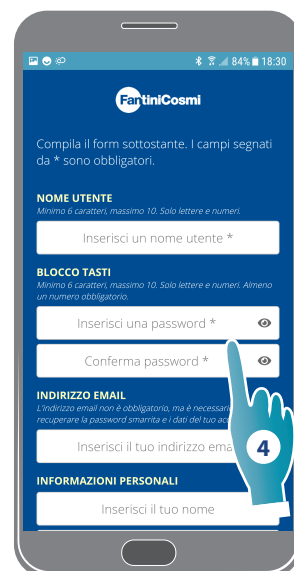 84% 18:30
FantiniCosmi
Compila il form sottostante. I campi segnati
da * sono obbligatori.
NOME UTENTE
Minimo 6 caratteri, massimo 10. Solo lettere e numeri.
Inserisci un nome utente *
BLOCCO TASTI
Minimo 6 caratteri, massimo 10. Solo lettere e numeri. Almeno
un numero obbligatorio.
Inserisci una password *
Conferma password *
INDIRIZZO EMAIL
L'indirizzo email non è obbligatorio, ma è necessario
recuperare la password smarrita e i dati del tuo
Inserisci il tuo indirizzo
4
INFORMAZIONI PERSONALI
Inserisci il tuo nome